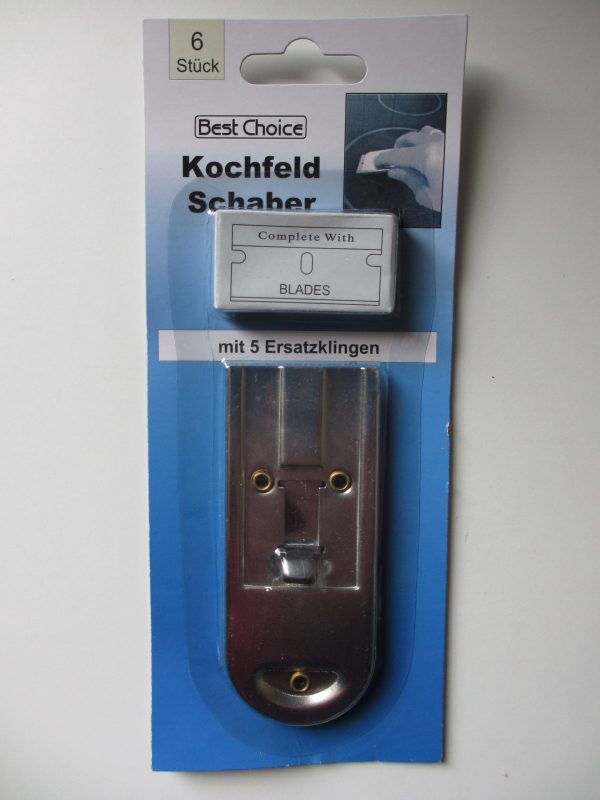 6
Stück
Best Choice
Kochfeld
Schaber
Complete With
BLADES
mit 5 Ersatzklingen